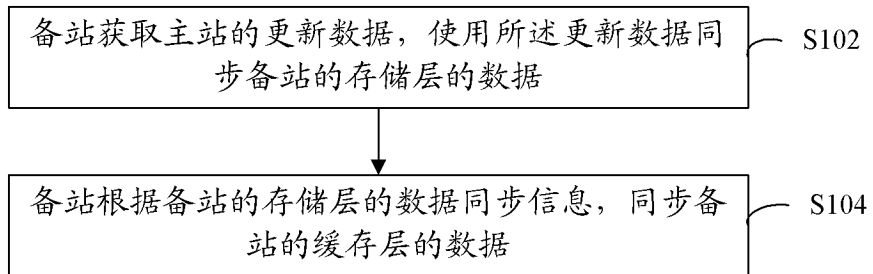 备站获取主站的更新数据，使用所述更新数据同
步备站的存储层的数据
S102
备站根据备站的存储层的数据同步信息，同步备
站的缓存层的数据
S104